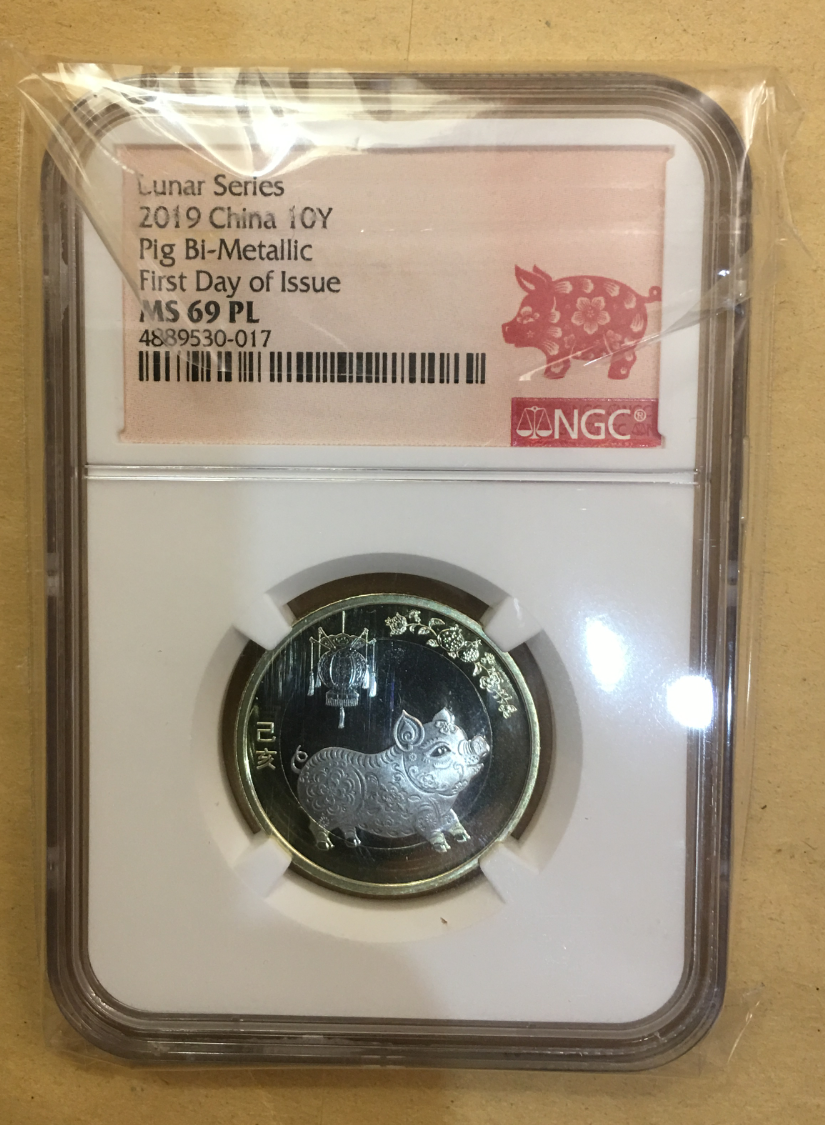 Lunar Series
2019 China 10Y
Pig Bi-Metallic
First Day of Issue
MS 69 PL
4889530-017
NGC®
己亥